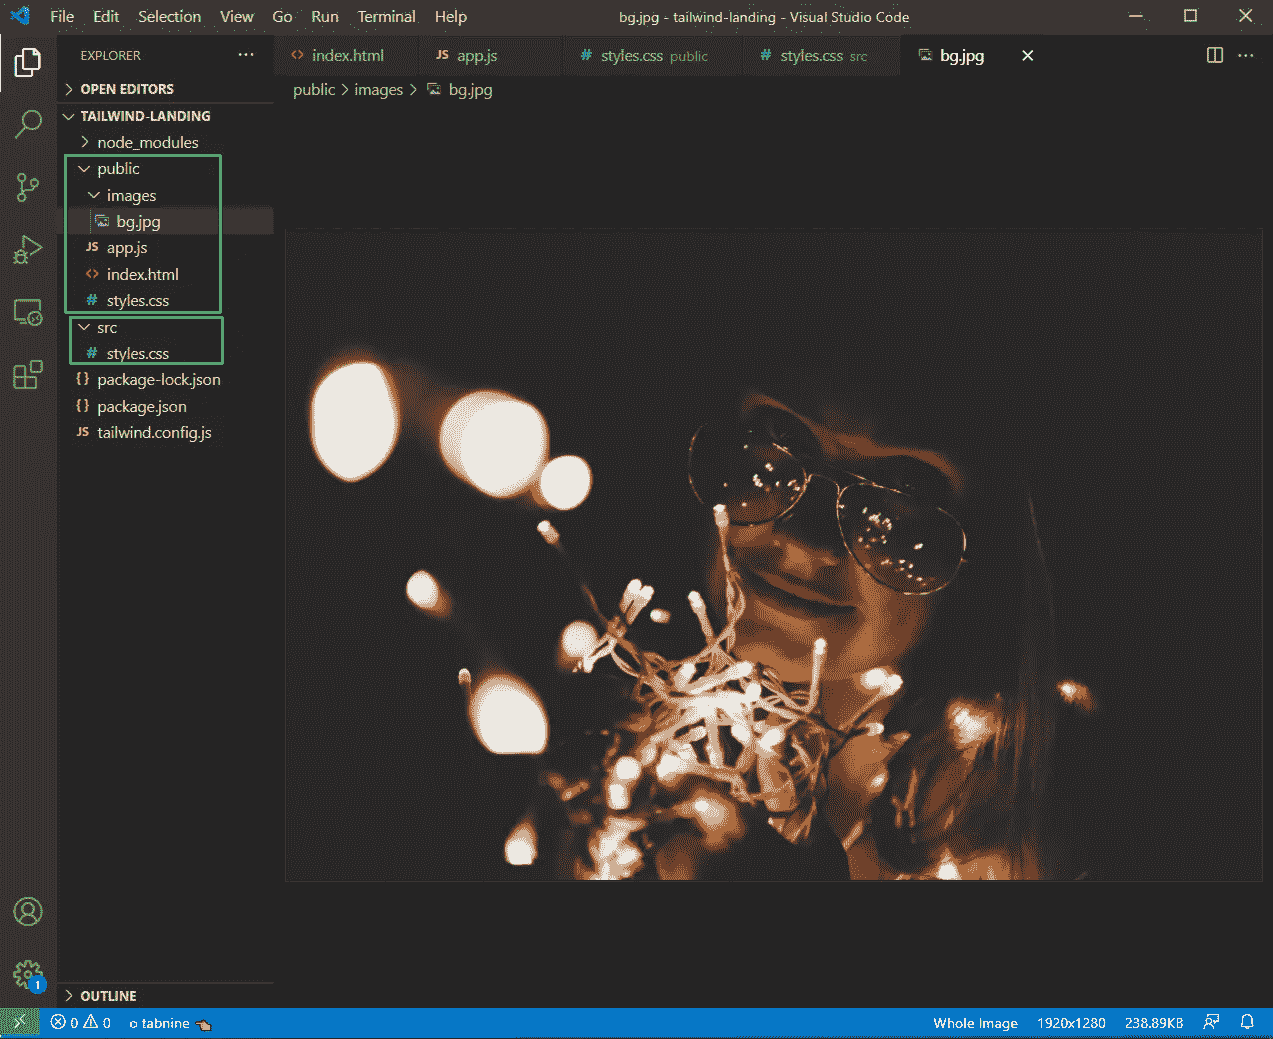 File Edit Selection View Go Run Terminal Help bg.jpg - tailwind-landing - Visual Studio Code
EXPLORER ··· <> index.html JS app.js # styles.css public # styles.css src bg.jpg × ···
> OPEN EDITORS public > images > bg.jpg
TAILWIND-LANDING
> node_modules
public
images
bg.jpg
JS app.js
<> index.html
# styles.css
src
# styles.css
{} package-lock.json
{} package.json
JS tailwind.config.js
1
> OUTLINE
0 0 o tabnine Whole Image 1920x1280 238.89KB